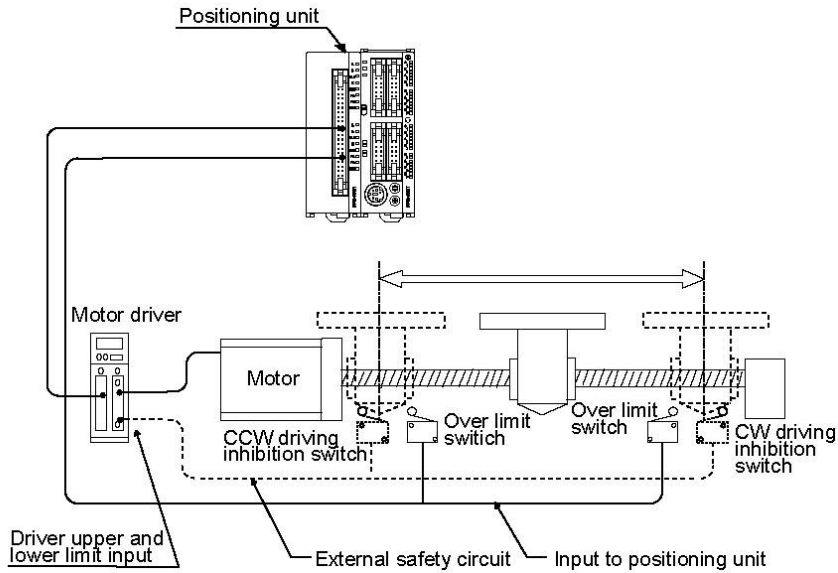 Positioning unit
Motor driver
Motor
Over limit
switich
Over limit
switch
CCW driving
inhibition switch
CW driving
inhibition
switch
Driver upper and
lower limit input
External safety circuit
Input to positioning unit